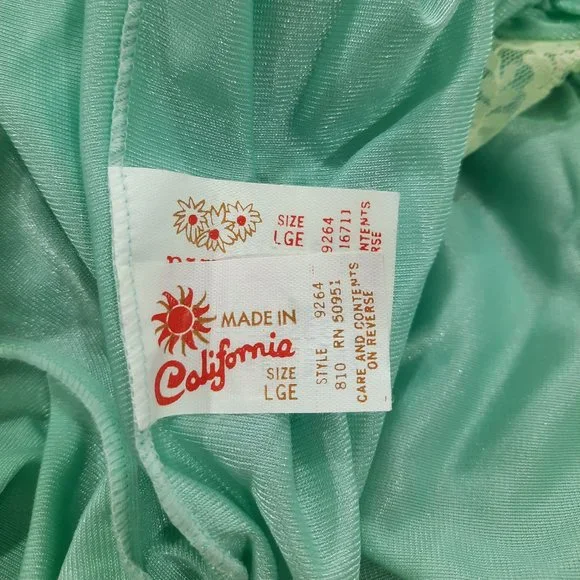 SIZE
LGE
9264
16711
NTENTS
RSE
MADE IN
California
SIZE
LGE
STYLE 9264
810 RN 50951
CARE AND CONTENTS
ON REVERSE